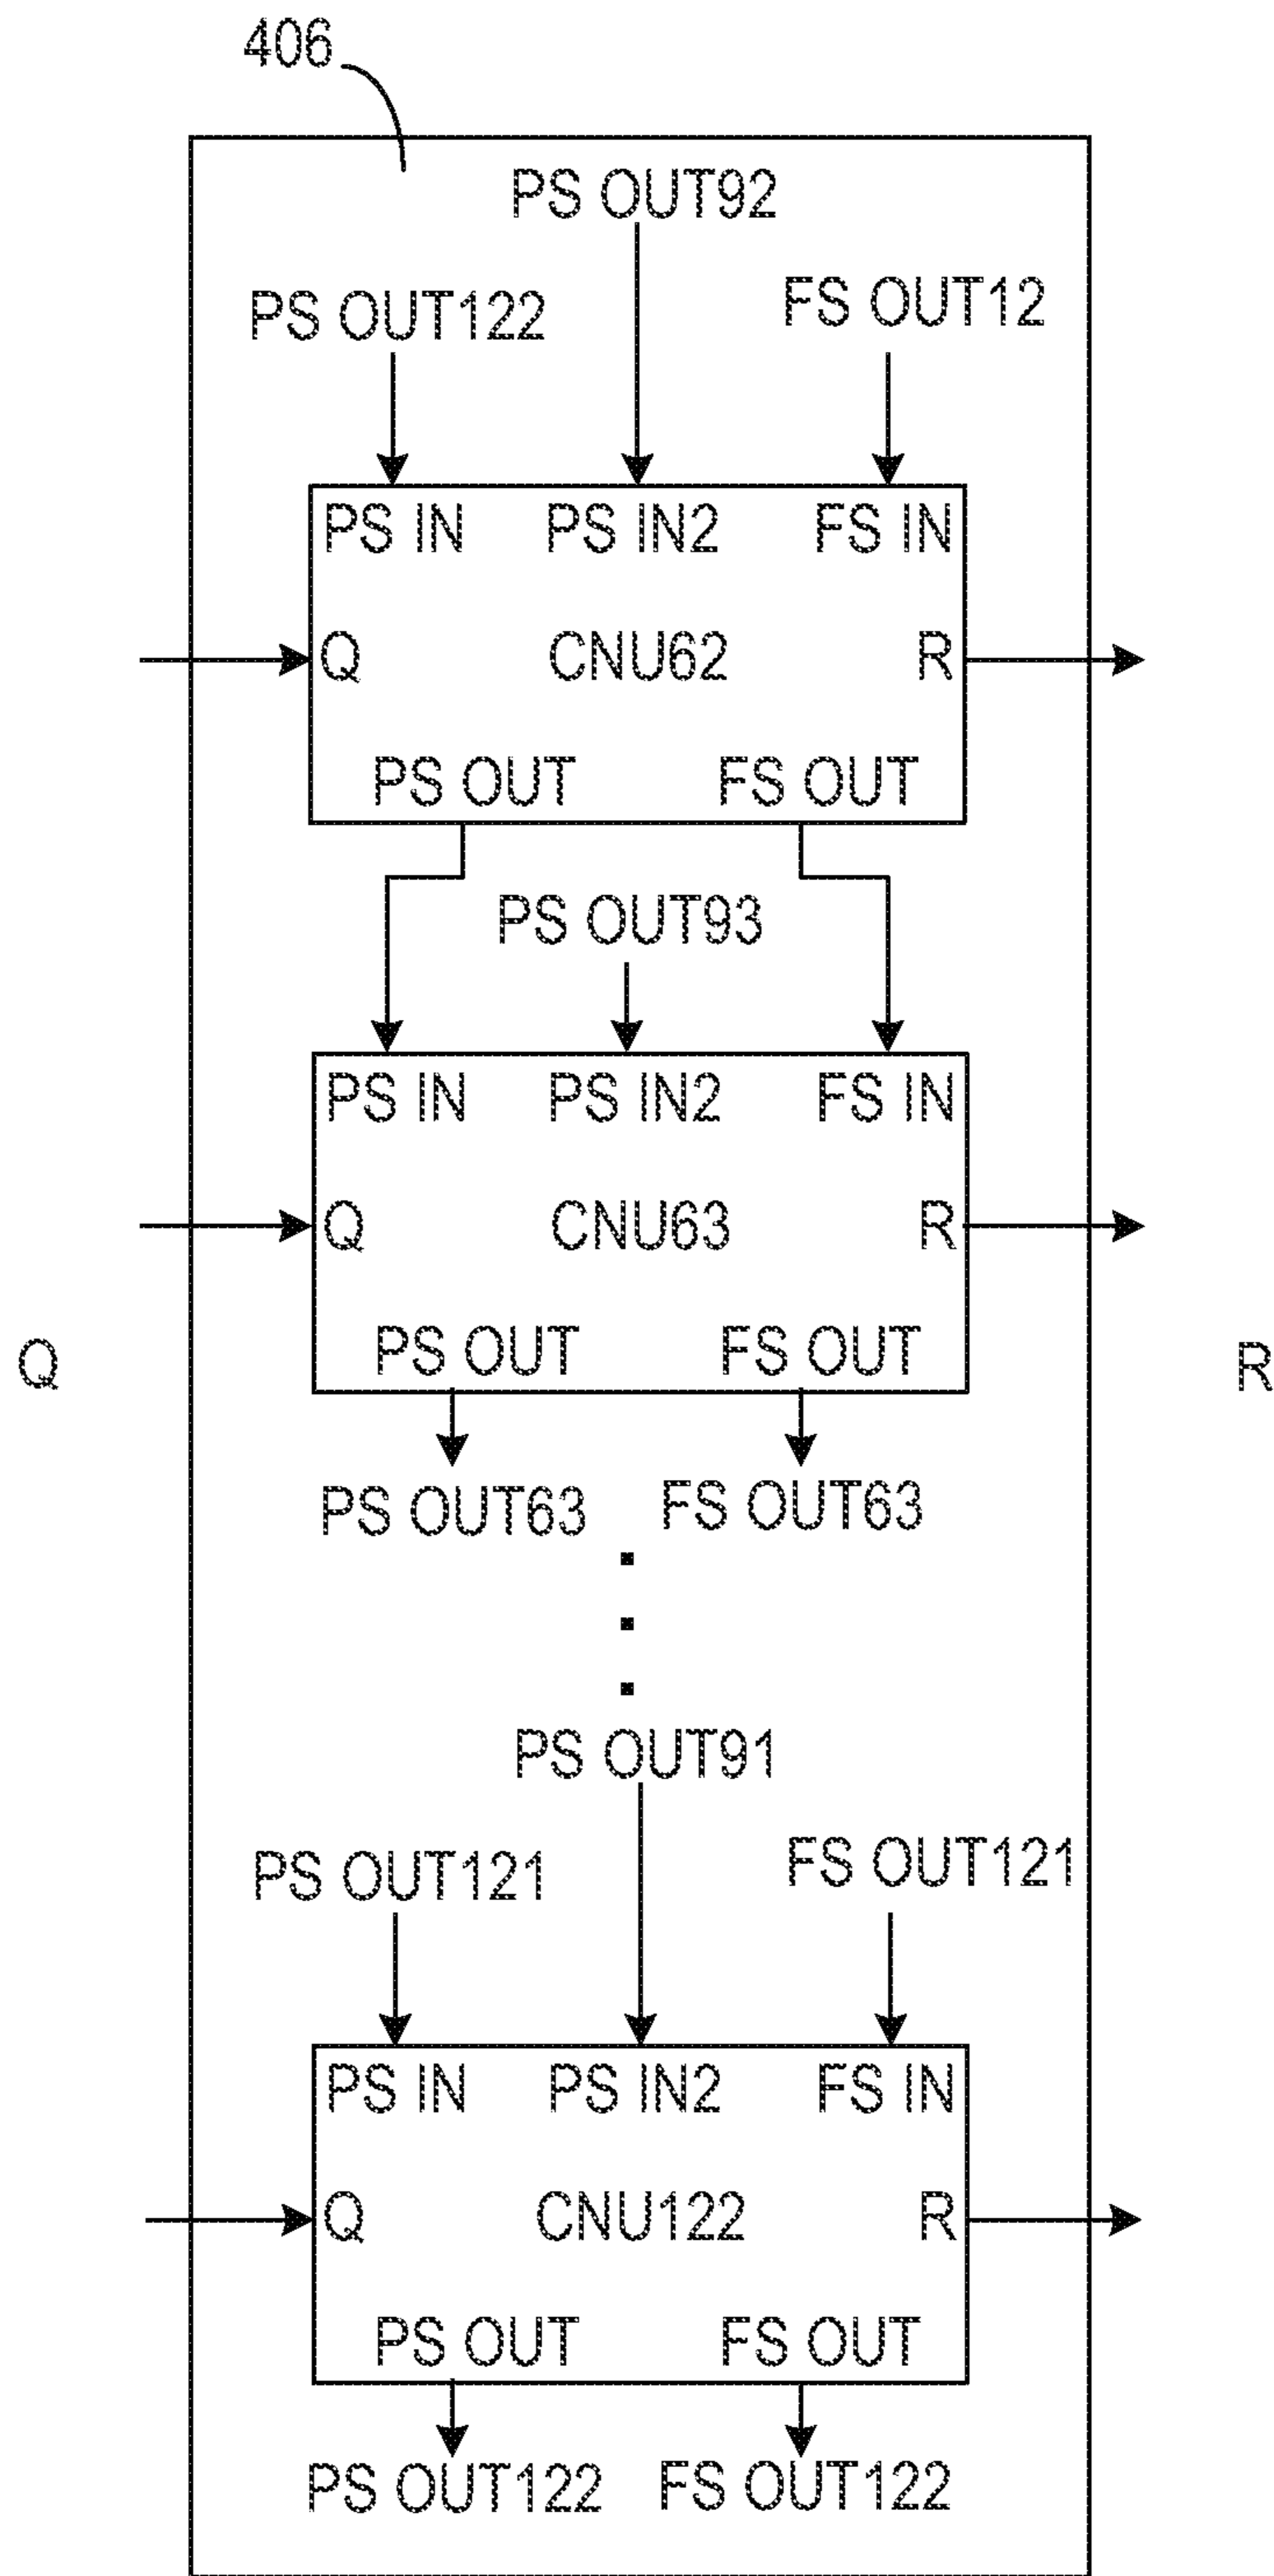 406
PS OUT92
PS OUT122 FS OUT12
PS IN PS IN2 FS IN
Q CNU62 R
PS OUT FS OUT
PS OUT93
PS IN PS IN2 FS IN
Q CNU63 R
PS OUT FS OUT
Q R
PS OUT63 FS OUT63
PS OUT91
PS OUT121 FS OUT121
PS IN PS IN2 FS IN
Q CNU122 R
PS OUT FS OUT
PS OUT122 FS OUT122